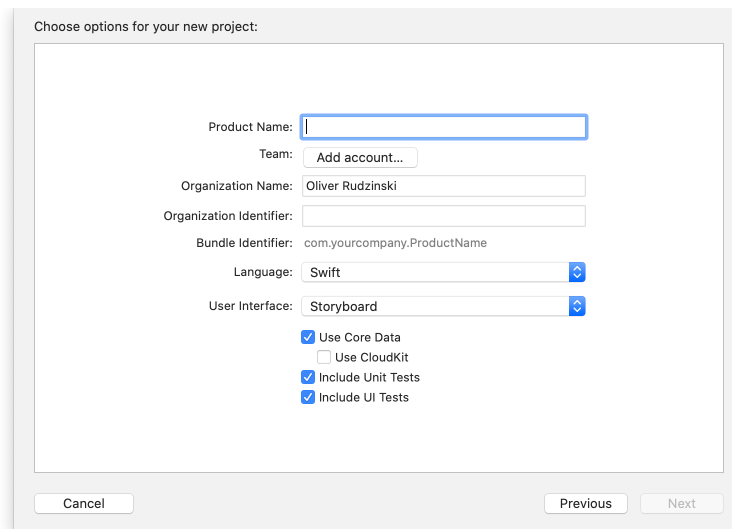 Choose options for your new project:
Product Name:
Team: Add account...
Organization Name: Oliver Rudzinski
Organization Identifier:
Bundle Identifier: com.yourcompany.ProductName
Language: Swift
User Interface: Storyboard
Use Core Data
Use CloudKit
Include Unit Tests
Include UI Tests
Cancel Previous Next